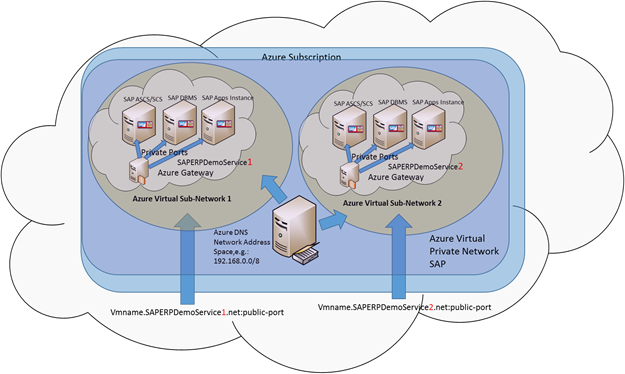 Azure Subscription
SAP ASCS/SCS
SAP DBMS
SAP Apps Instance
Private Ports
SAPERPDemoService1
Azure Gateway
Azure Virtual Sub-Network 1
SAP ASCS/SCS
SAP DBMS
SAP Apps Instance
Private Ports
SAPERPDemoService2
Azure Gateway
Azure Virtual Sub-Network 2
Azure DNS
Network Address
Space,e.g.:
192.168.0.0/8
Azure Virtual
Private Network
SAP
Vmname.SAPERPDemoService1.net:public-port
Vmname.SAPERPDemoService2.net:public-port